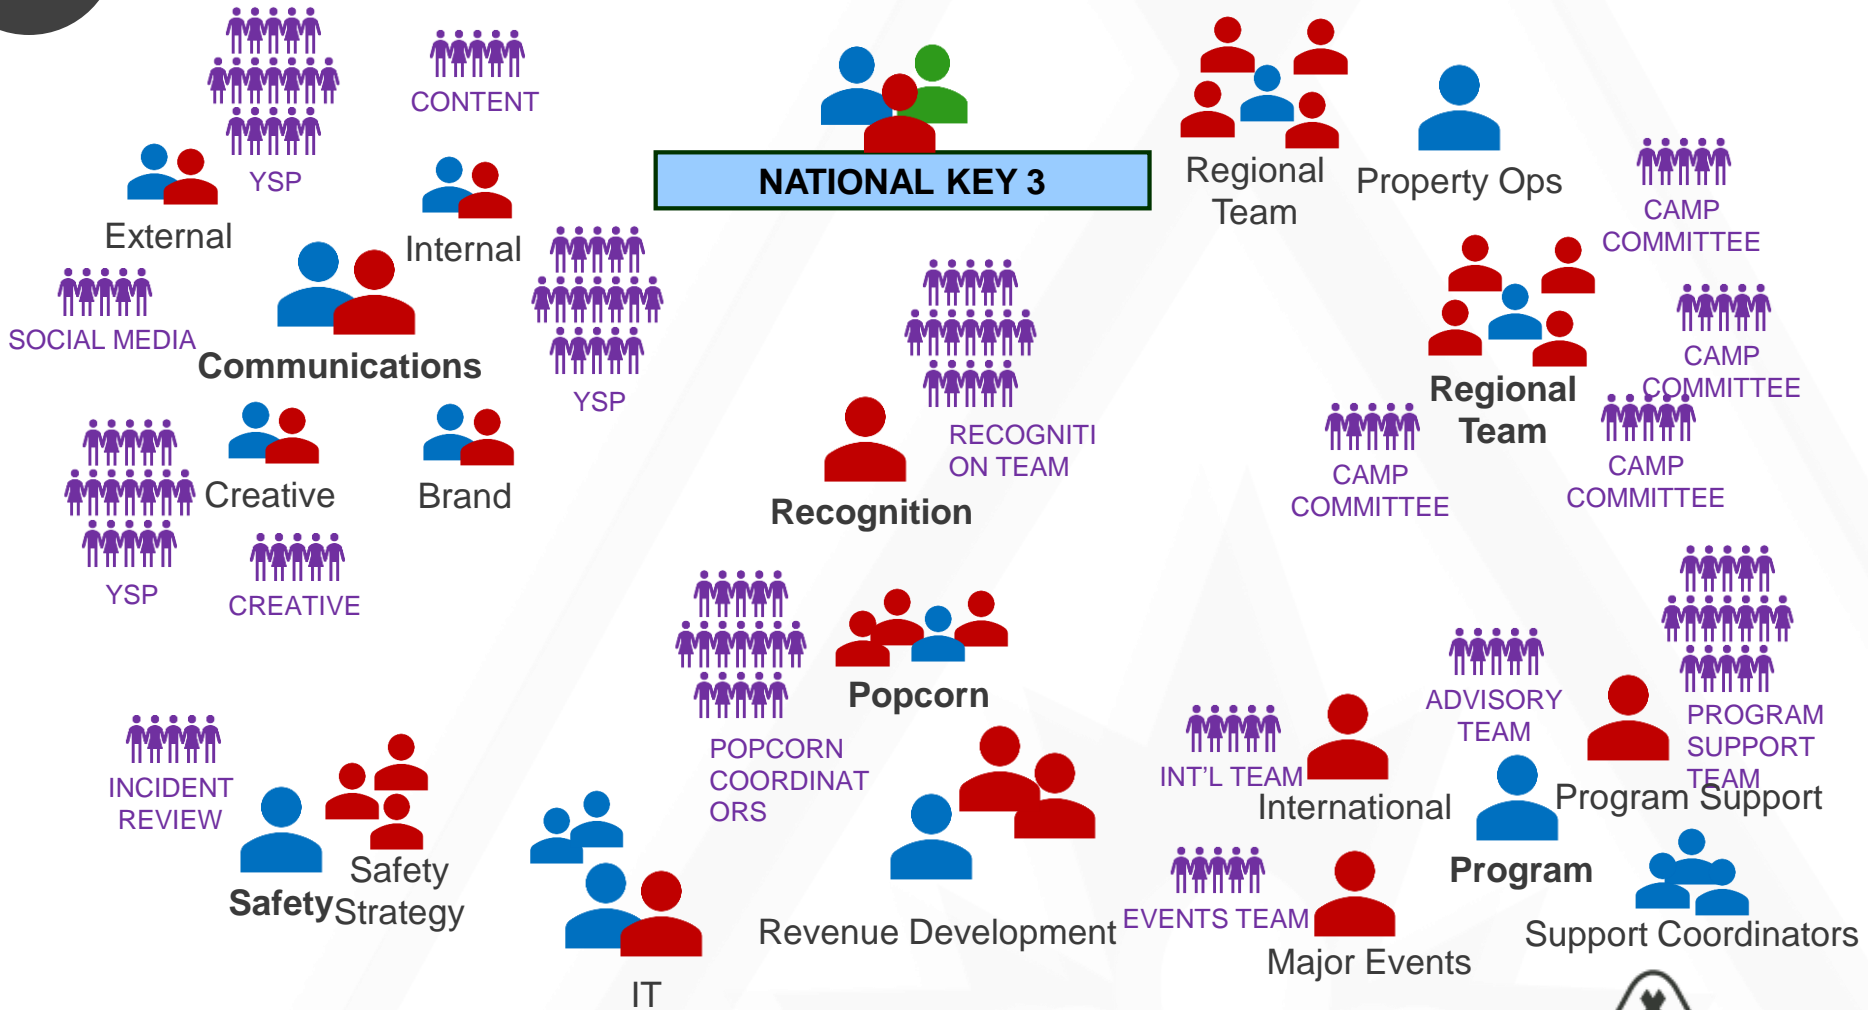 CONTENT
YSP
NATIONAL KEY 3
Regional
Team
Property Ops
External
Internal
CAMP
COMMITTEE
SOCIAL MEDIA
Communications
YSP
CAMP
COMMITTEE
Regional
Team
RECOGNITI
ON TEAM
CAMP
COMMITTEE
CAMP
COMMITTEE
Creative
Brand
Recognition
YSP
CREATIVE
Popcorn
POPCORN
COORDINAT
ORS
ADVISORY
TEAM
PROGRAM
SUPPORT
TEAM
INCIDENT
REVIEW
INT'L TEAM
International
Program Support
Safety
Safety
Strategy
Program
EVENTS TEAM
Revenue Development
Major Events
Support Coordinators
IT